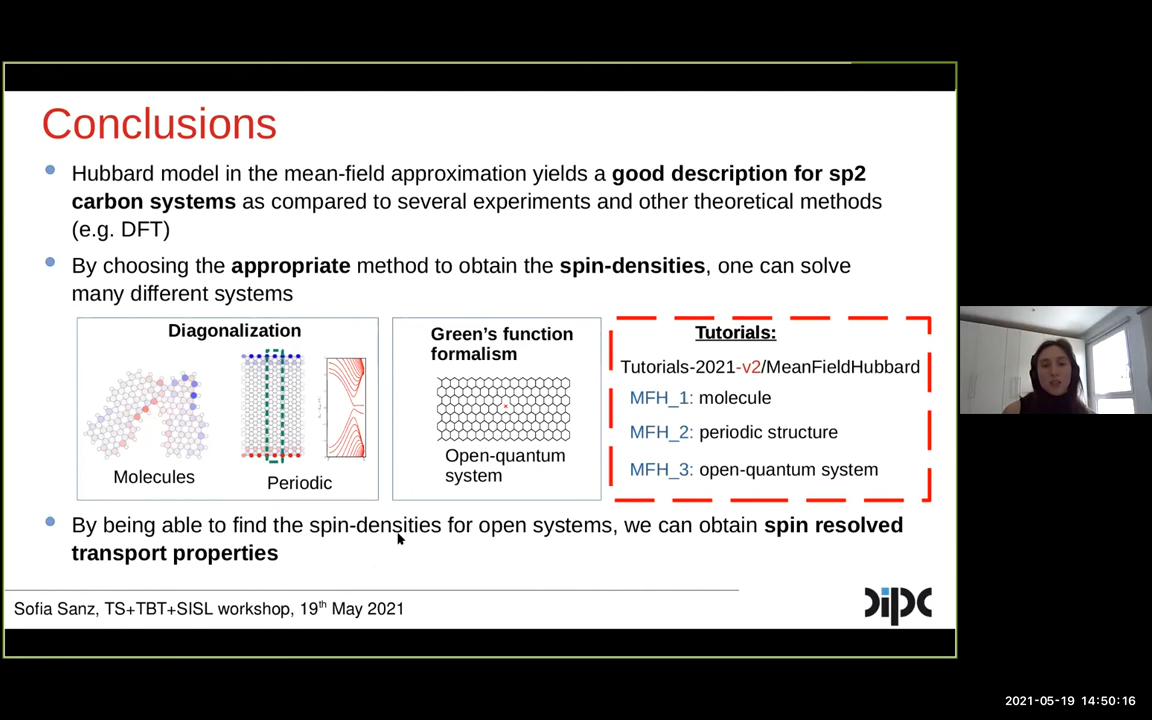 Conclusions
Hubbard model in the mean-field approximation yields a good description for sp2
carbon systems as compared to several experiments and other theoretical methods
(e.g. DFT)
By choosing the appropriate method to obtain the spin-densities, one can solve
many different systems
Diagonalization
Molecules
Periodic
Green's function
formalism
Open-quantum
system
Tutorials:
Tutorials-2021-v2/MeanFieldHubbard
MFH_1: molecule
MFH_2: periodic structure
MFH_3: open-quantum system
By being able to find the spin-densities for open systems, we can obtain spin resolved
transport properties
Sofia Sanz, TS+TBT+SISL workshop, 19th May 2021
dipc
2021-05-19 14:50:16